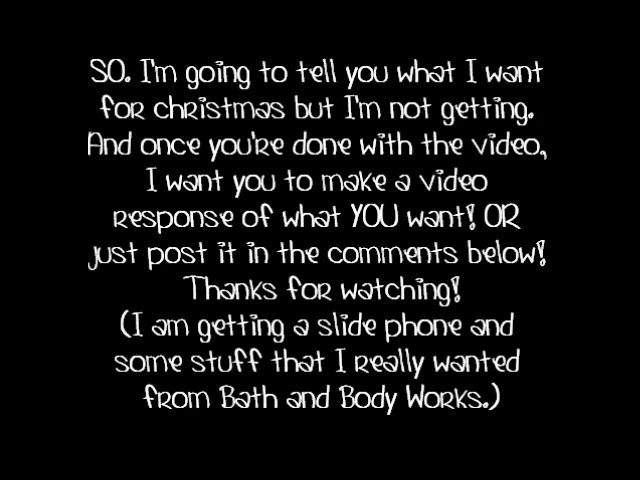 SO. I'm going to tell you what I want
for christmas but I'm not getting.
And once you're done with the video,
I want you to make a video
response of what YOU want! OR
just post it in the comments below!
Thanks for watching!
(I am getting a slide phone and
some stuff that I really wanted
from Bath and Body Works.)